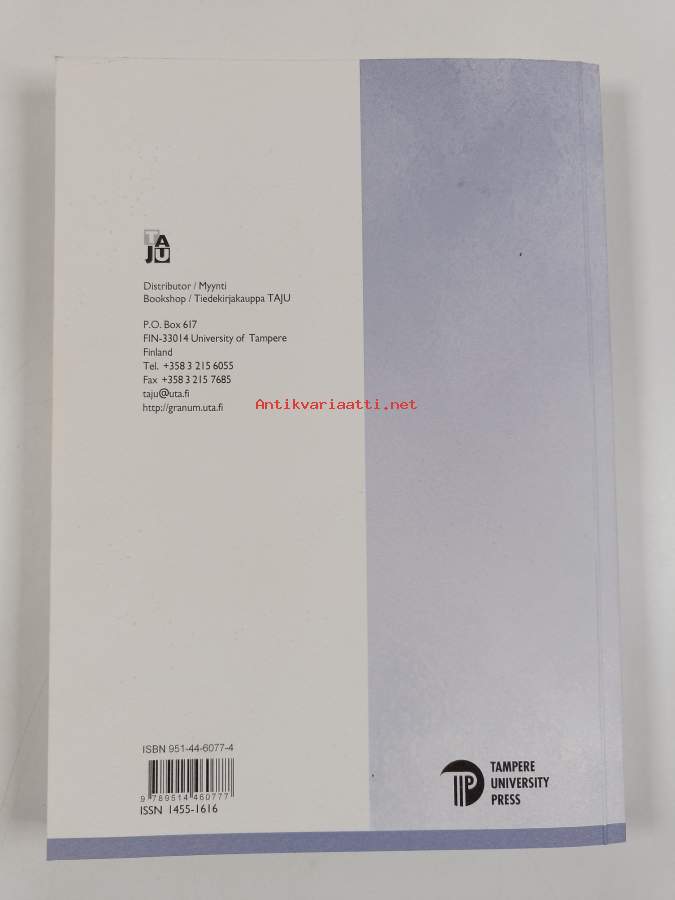 TA
JU
Distributor / Myynti
Bookshop / Tiedekirjakauppa TAJU
P.O. Box 617
FIN-33014 University of Tampere
Finland
Tel. +358 3 215 6055
Fax +358 3 215 7685
taju@uta.fi
http://granum.uta.fi
Antikvariaatti.net
ISBN 951-44-6077-4
9 789514 460777
ISSN 1455-1616
TAMPERE
UNIVERSITY
PRESS